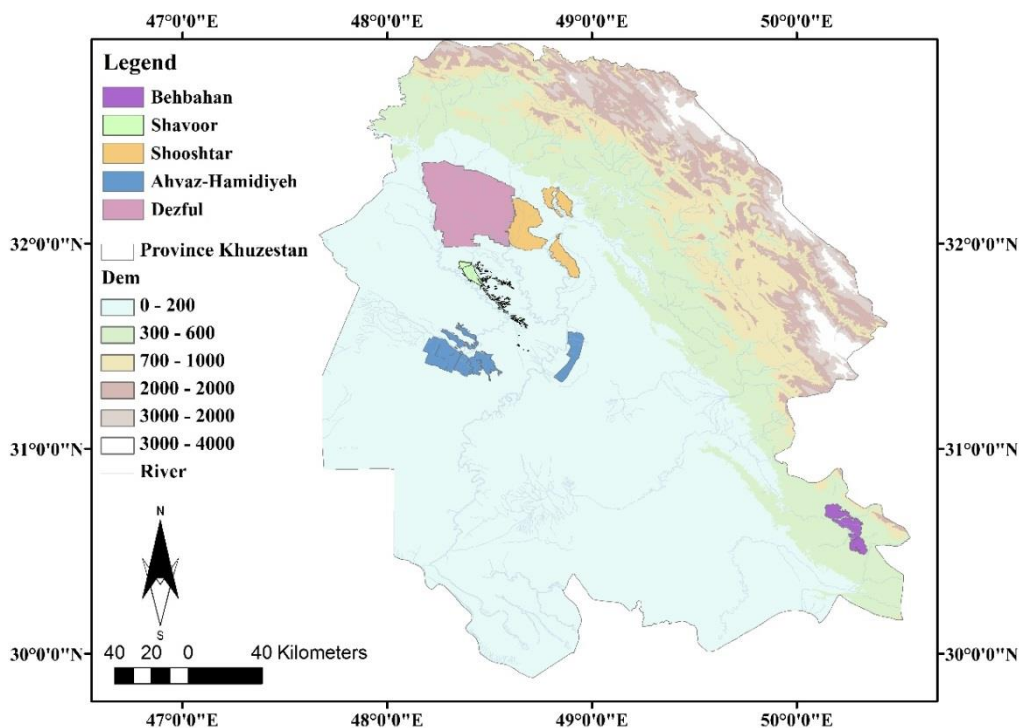 47°0'0"E 48°0'0"E 49°0'0"E 50°0'0"E
Legend
Behbahan
Shavoor
Shooshtar
Ahvaz-Hamidiyeh
Dezful
Province Khuzestan
Dem
0 - 200
300 - 600
700 - 1000
2000 - 2000
3000 - 2000
3000 - 4000
River
N
S
40 20 0 40 Kilometers
32°0'0"N
31°0'0"N
30°0'0"N
32°0'0"N
31°0'0"N
30°0'0"N
47°0'0"E 48°0'0"E 49°0'0"E 50°0'0"E